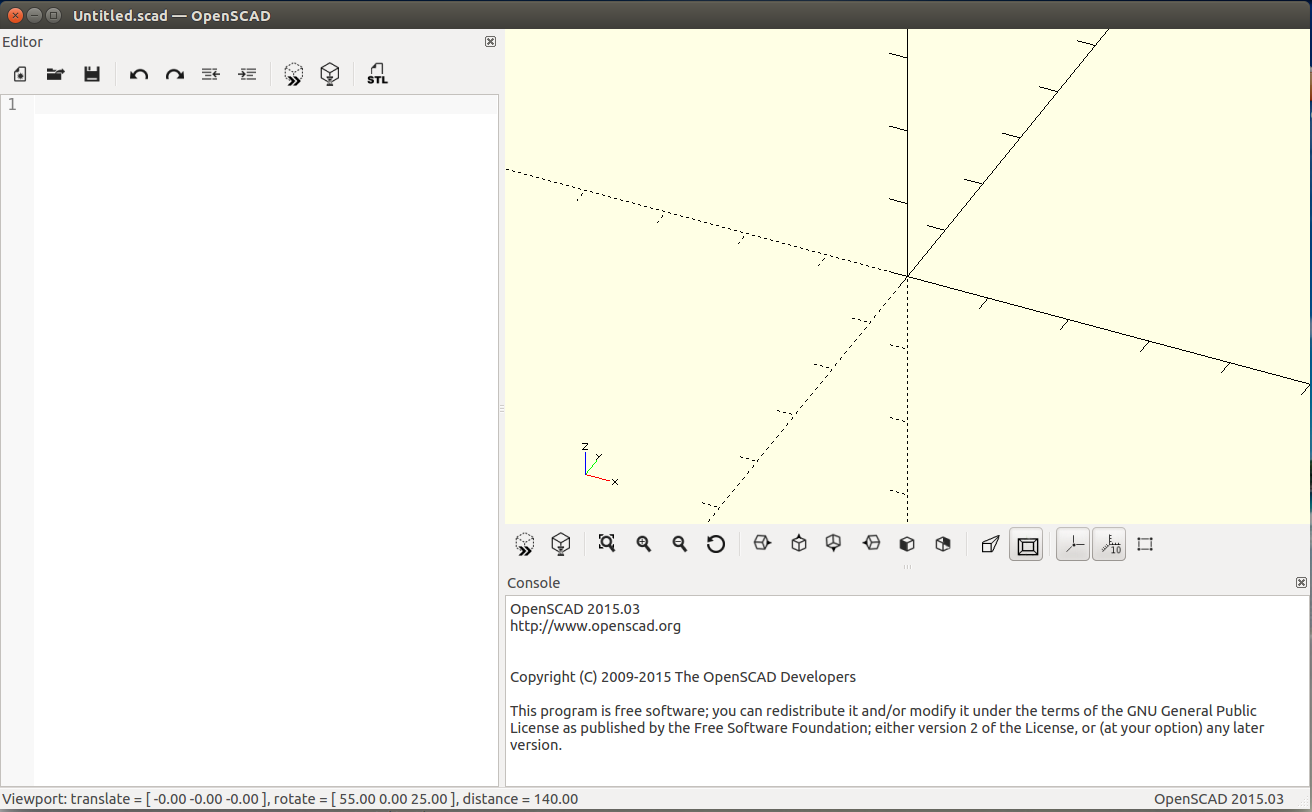 Untitled.scad — OpenSCAD
Editor
STL
1
Z
Y
X
10
Console
OpenSCAD 2015.03
http://www.openscad.org
Copyright (C) 2009-2015 The OpenSCAD Developers
This program is free software; you can redistribute it and/or modify it under the terms of the GNU General Public
License as published by the Free Software Foundation; either version 2 of the License, or (at your option) any later
version.
Viewport: translate = [ -0.00 -0.00 -0.00 ], rotate = [ 55.00 0.00 25.00 ], distance = 140.00
OpenSCAD 2015.03